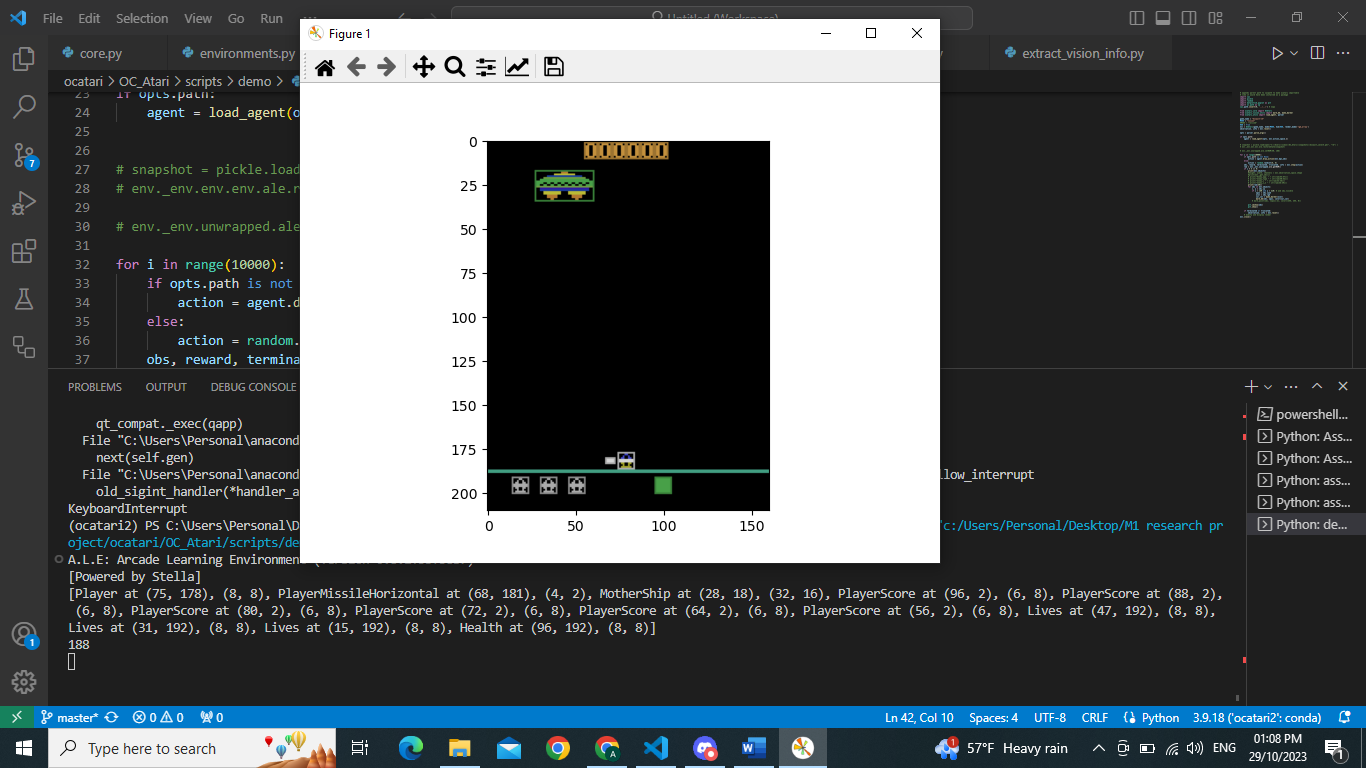 File Edit Selection View Go Run ...
Figure 1
core.py environments.py extract_vision_info.py
ocatari > OC_Atari > scripts > demo >
23 if opts.path:
24 agent = load_agent(o
25
26
27 # snapshot = pickle.load
28 # env._env.env.env.ale.r
29
30 # env._env.unwrapped.ale
31
32 for i in range(10000):
33 if opts.path is not
34 action = agent.d
35 else:
36 action = random.
37 obs, reward, termina
0
25
50
75
100
125
150
175
200
0 50 100 150
PROBLEMS OUTPUT DEBUG CONSOLE
qt_compat._exec(qapp)
File "C:\Users\Personal\anacond
next(self.gen)
File "C:\Users\Personal\anacond llow_interrupt
old_sigint_handler(*handler_a
KeyboardInterrupt
(ocatari2) PS C:\Users\Personal\D c:/Users/Personal/Desktop/M1 research pr
oject/ocatari/OC_Atari/scripts/de
A.L.E: Arcade Learning Environment
[Powered by Stella]
[Player at (75, 178), (8, 8), PlayerMissileHorizontal at (68, 181), (4, 2), MotherShip at (28, 18), (32, 16), PlayerScore at (96, 2), (6, 8), PlayerScore at (88, 2),
(6, 8), PlayerScore at (80, 2), (6, 8), PlayerScore at (72, 2), (6, 8), PlayerScore at (64, 2), (6, 8), PlayerScore at (56, 2), (6, 8), Lives at (47, 192), (8, 8),
Lives at (31, 192), (8, 8), Lives at (15, 192), (8, 8), Health at (96, 192), (8, 8)]
188
powershell...
Python: Ass...
Python: Ass...
Python: ass...
Python: ass...
Python: de...
7
1
master* 0 0 0 Ln 42, Col 10 Spaces: 4 UTF-8 CRLF Python 3.9.18 ('ocatari2': conda)
Type here to search 57°F Heavy rain ENG 01:08 PM
29/10/2023